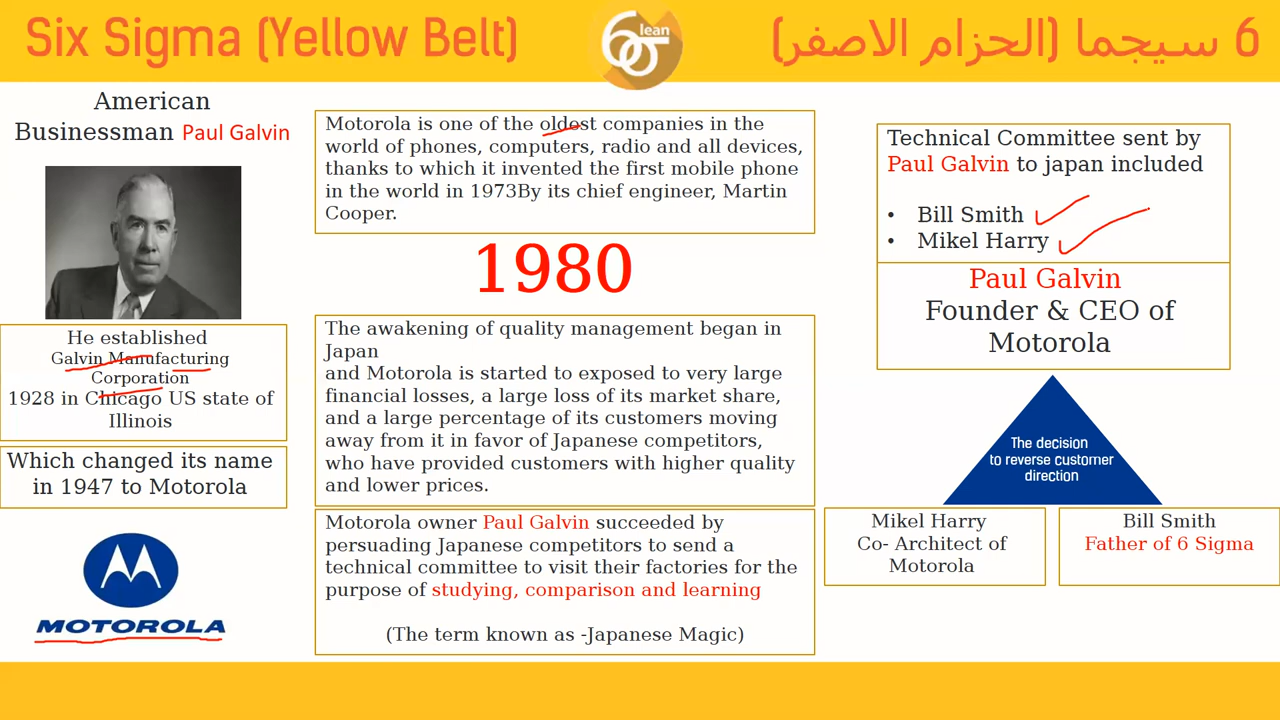 Six Sigma (Yellow Belt)
lean
6σ
6 سيجما (الحزام الاصفر)
American
Businessman Paul Galvin
He established
Galvin Manufacturing
Corporation
1928 in Chicago US state of
Illinois
Which changed its name
in 1947 to Motorola
MOTOROLA
Motorola is one of the oldest companies in the
world of phones, computers, radio and all devices,
thanks to which it invented the first mobile phone
in the world in 1973By its chief engineer, Martin
Cooper.
1980
The awakening of quality management began in
Japan
and Motorola is started to exposed to very large
financial losses, a large loss of its market share,
and a large percentage of its customers moving
away from it in favor of Japanese competitors,
who have provided customers with higher quality
and lower prices.
Motorola owner Paul Galvin succeeded by
persuading Japanese competitors to send a
technical committee to visit their factories for the
purpose of studying, comparison and learning
(The term known as -Japanese Magic)
Technical Committee sent by
Paul Galvin to japan included
• Bill Smith
• Mikel Harry
Paul Galvin
Founder & CEO of
Motorola
The decision
to reverse customer
direction
Mikel Harry
Co- Architect of
Motorola
Bill Smith
Father of 6 Sigma